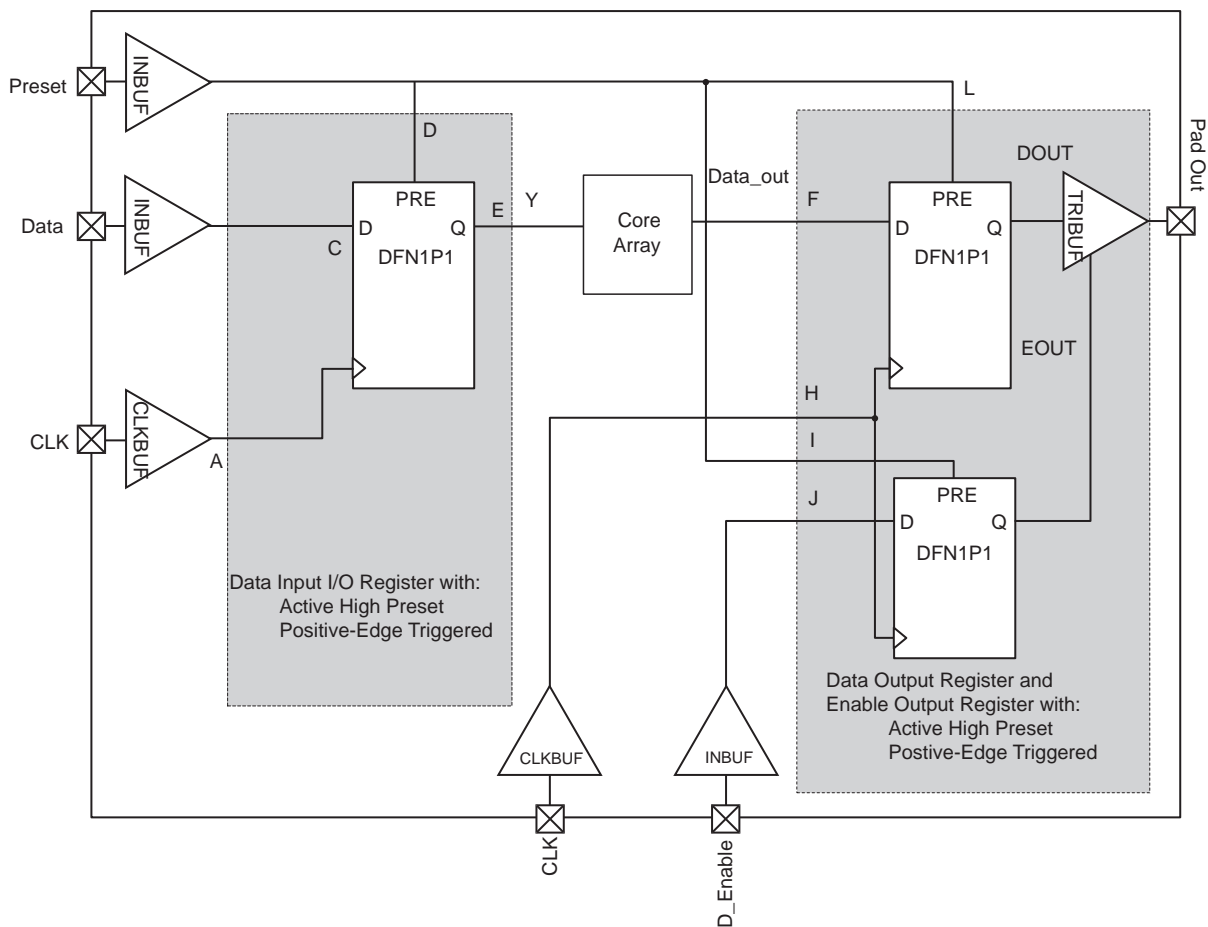 Preset
INBUF
L
D
Pad Out
DOUT
Data_out
PRE
PRE
INBUF
TRIBUF
E
Y
F
Core
Array
Data
D
Q
D
Q
C
DFN1P1
DFN1P1
EOUT
H
CLKBUF
CLK
A
I
PRE
J
D
Q
DFN1P1
Data Input I/O Register with:
Active High Preset
Positive-Edge Triggered
Data Output Register and
Enable Output Register with:
Active High Preset
Postive-Edge Triggered
CLKBUF
INBUF
CLK
D_Enable